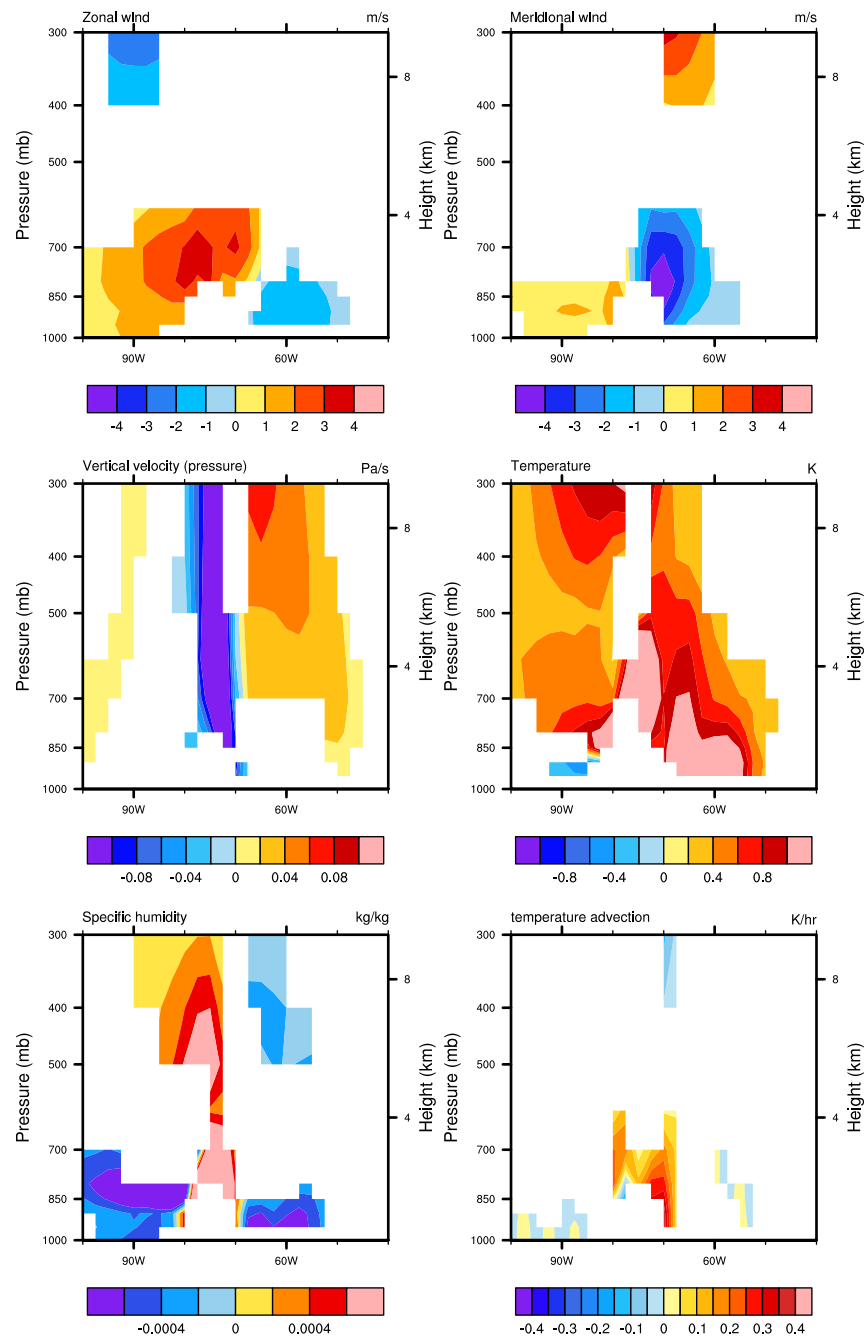 Zonal wind m/s
Meridional wind m/s
300
400
500
700
850
1000
Pressure (mb)
8
4
Height (km)
90W 60W
-4 -3 -2 -1 0 1 2 3 4
300
400
500
700
850
1000
Pressure (mb)
8
4
Height (km)
90W 60W
-4 -3 -2 -1 0 1 2 3 4
Vertical velocity (pressure) Pa/s
Temperature K
300
400
500
700
850
1000
Pressure (mb)
8
4
Height (km)
90W 60W
-0.08 -0.04 0 0.04 0.08
300
400
500
700
850
1000
Pressure (mb)
8
4
Height (km)
90W 60W
-0.8 -0.4 0 0.4 0.8
Specific humidity kg/kg
temperature advection K/hr
300
400
500
700
850
1000
Pressure (mb)
8
4
Height (km)
90W 60W
-0.0004 0 0.0004
300
400
500
700
850
1000
Pressure (mb)
8
4
Height (km)
90W 60W
-0.4 -0.3 -0.2 -0.1 0 0.1 0.2 0.3 0.4